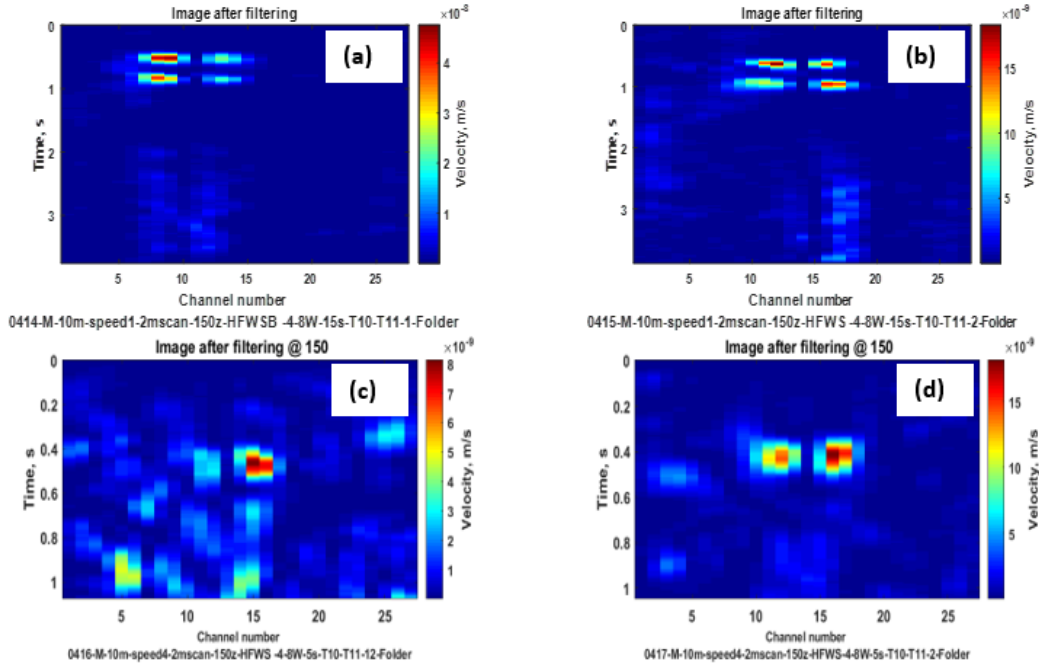 Image after filtering
×10⁻⁸
(a)
0
1
2
3
Time, s
5 10 15 20 25
Channel number
4
3
2
1
Velocity, m/s
0414-M-10m-speed1-2mscan-150z-HFWSB -4-8W-15s-T10-T11-1-Folder
Image after filtering
×10⁻⁹
(b)
0
1
2
3
Time, s
5 10 15 20 25
Channel number
15
10
5
Velocity, m/s
0415-M-10m-speed1-2mscan-150z-HFWS -4-8W-15s-T10-T11-2-Folder
Image after filtering @ 150
×10⁻⁹
(c)
0
0.2
0.4
0.6
0.8
1
Time, s
5 10 15 20 25
Channel number
8
7
6
5
4
3
2
1
Velocity, m/s
0416-M-10m-speed4-2mscan-150z-HFWS -4-8W-5s-T10-T11-12-Folder
Image after filtering @ 150
×10⁻⁹
(d)
0
0.2
0.4
0.6
0.8
1
Time, s
5 10 15 20 25
Channel number
15
10
5
Velocity, m/s
0417-M-10m-speed4-2mscan-150z-HFWS-4-8W-5s-T10-T11-2-Folder